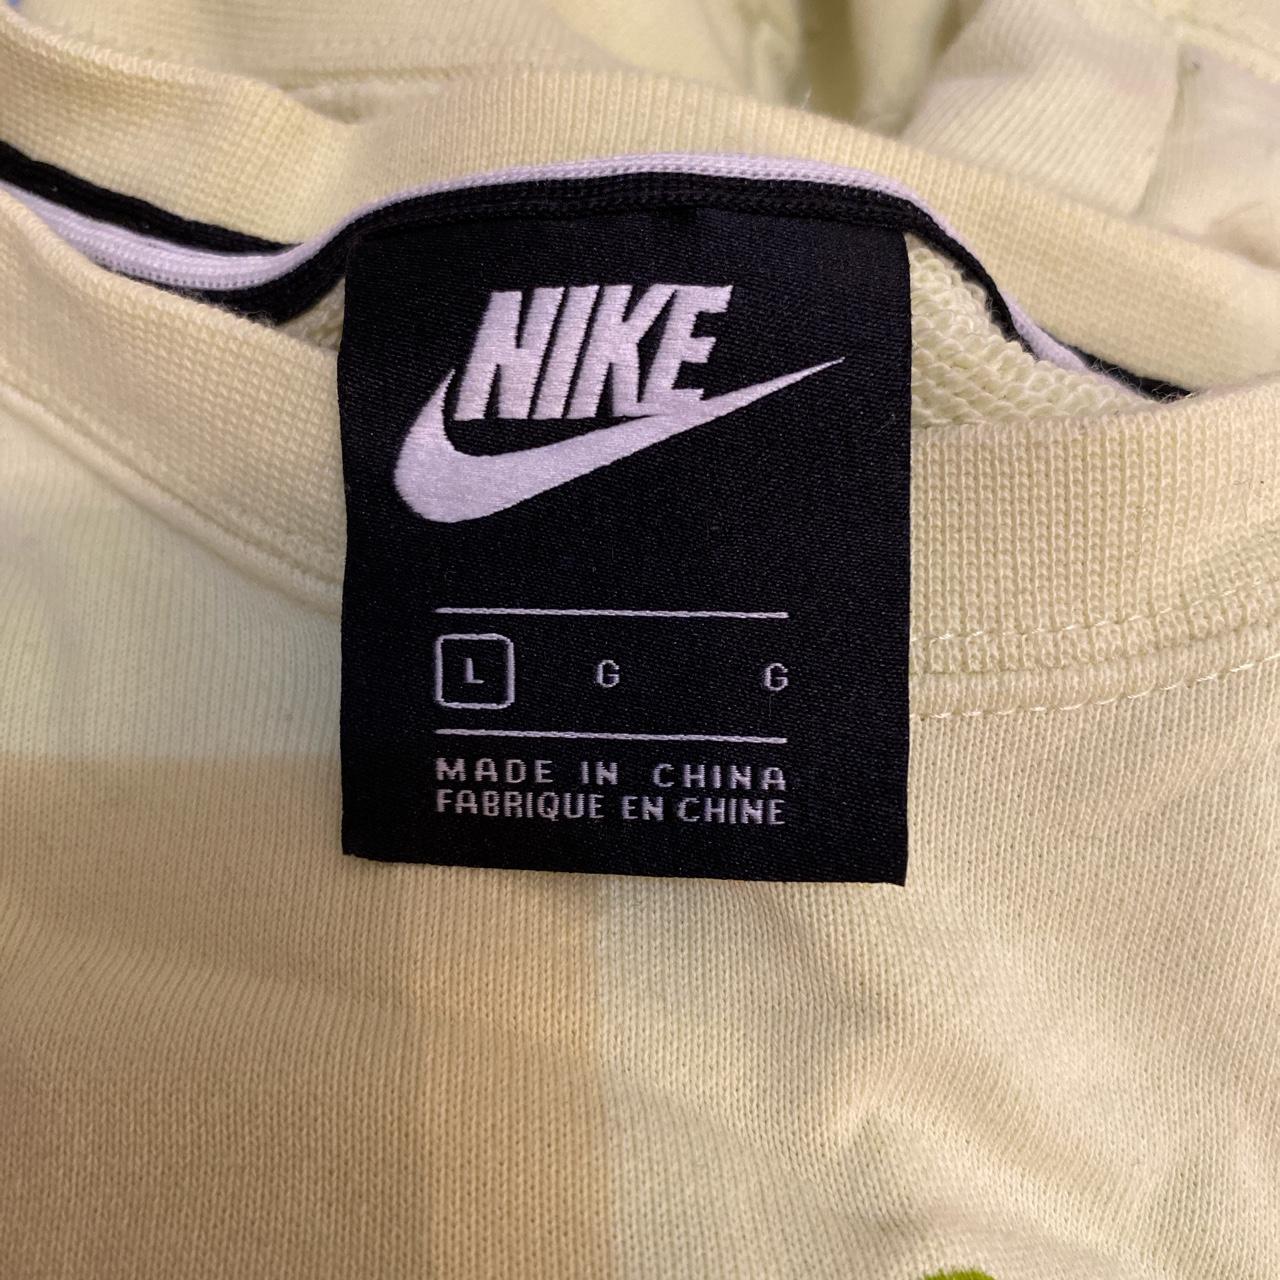 NIKE
L G G
MADE IN CHINA
FABRIQUE EN CHINE